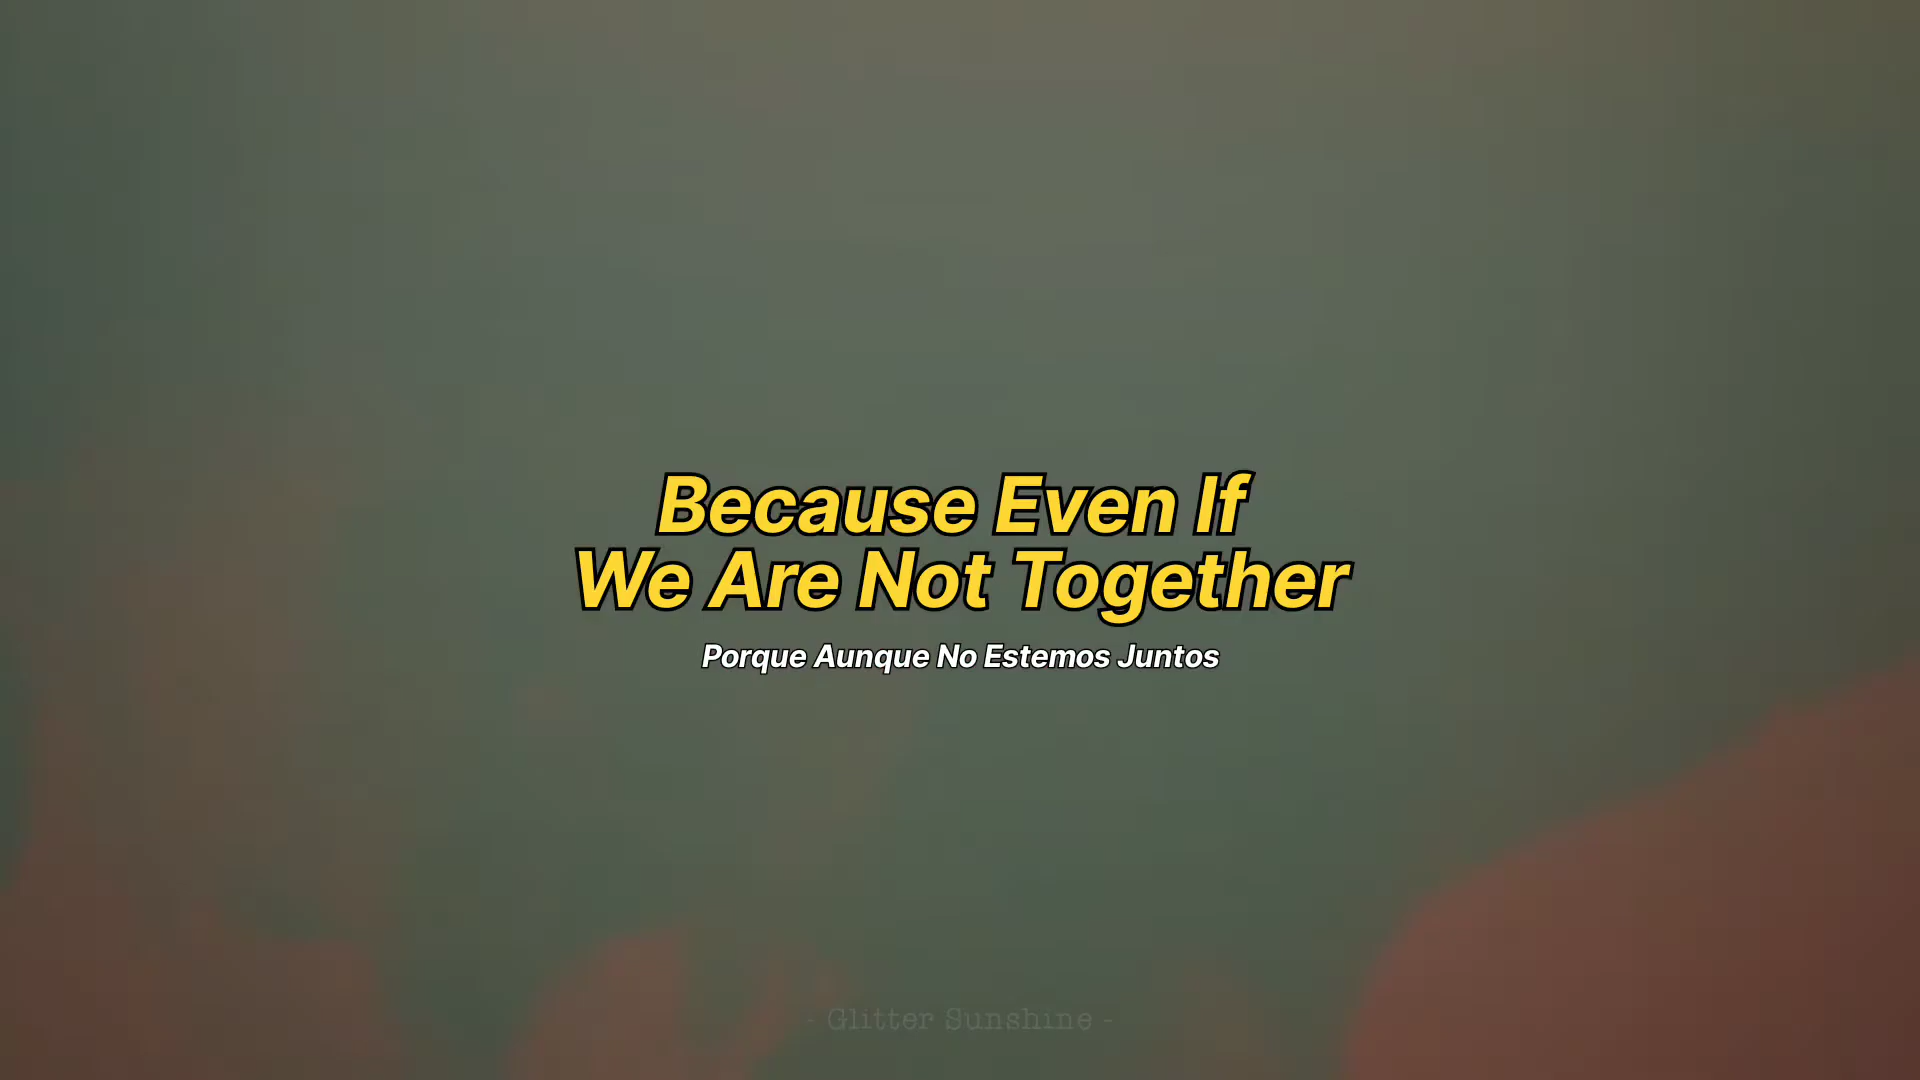 Because Even If
We Are Not Together
Porque Aunque No Estemos Juntos
- Glitter Sunshine -